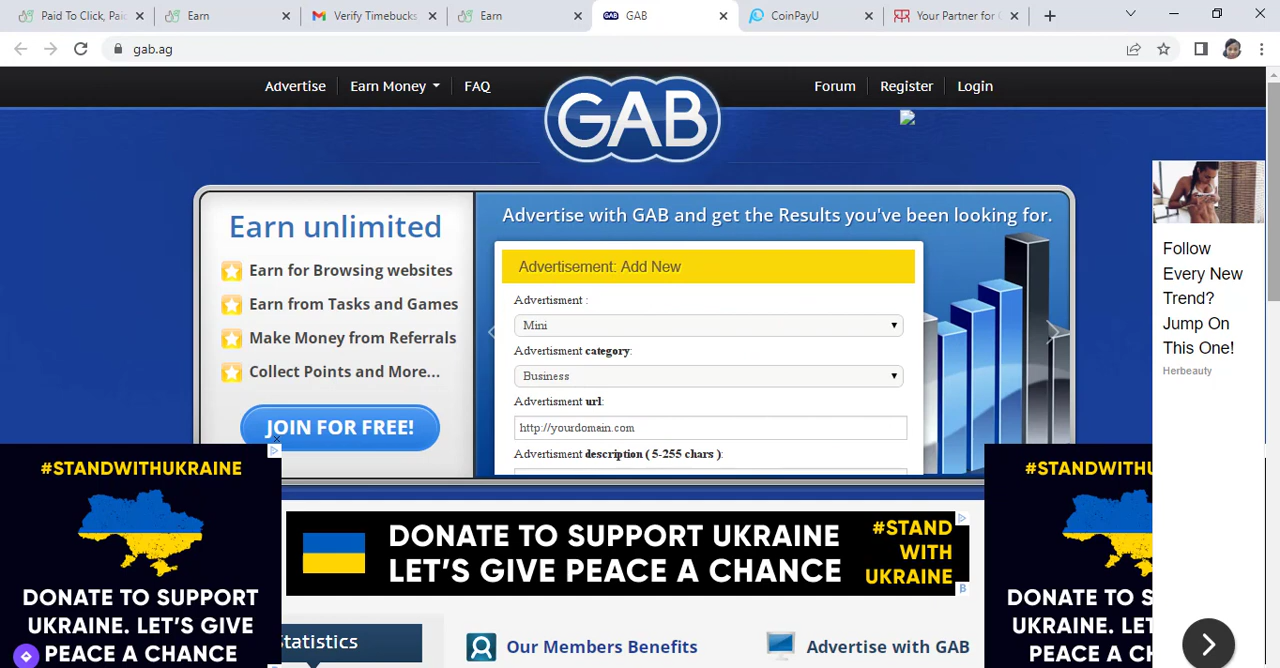 Paid To Click, Pai
Earn
Verify Timebucks
Earn
GAB GAB
CoinPayU
Your Partner for
gab.ag
Advertise
Earn Money
FAQ
GAB
Forum
Register
Login
Earn unlimited
Earn for Browsing websites
Earn from Tasks and Games
Make Money from Referrals
Collect Points and More...
JOIN FOR FREE!
Advertise with GAB and get the Results you've been looking for.
Advertisement: Add New
Advertisment :
Mini
Advertisment category:
Business
Advertisment url:
http://yourdomain.com
Advertisment description ( 5-255 chars ):
Follow
Every New
Trend?
Jump On
This One!
Herbeauty
#STANDWITHUKRAINE
DONATE TO SUPPORT
UKRAINE. LET'S GIVE
PEACE A CHANCE
DONATE TO SUPPORT UKRAINE
LET'S GIVE PEACE A CHANCE
#STAND
WITH
UKRAINE
B
#STANDWITHU
DONATE TO S
UKRAINE. LET
PEACE A C
Statistics
Our Members Benefits
Advertise with GAB